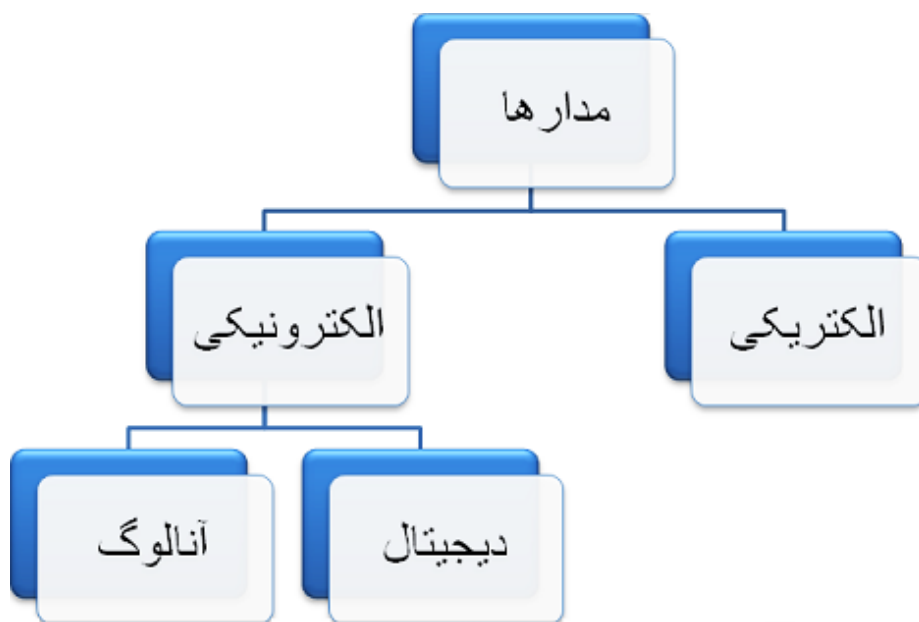 مدارها
الکتریکی
الکترونیکی
دیجیتال
آنالوگ